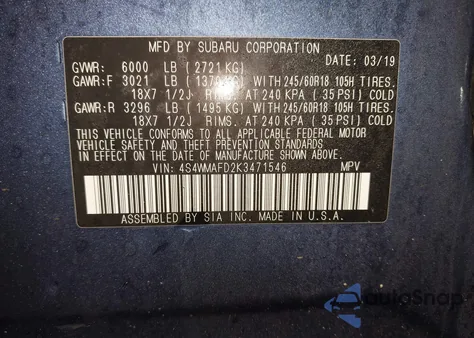 MFD BY SUBARU CORPORATION
DATE: 03/19
GVWR: 6000 LB (2721 KG)
GAWR:F 3021 LB (1370 KG) WITH 245/60R18 105H TIRES.
18X7 1/2J RIMS. AT 240 KPA (35 PSI) COLD
GAWR:R 3296 LB (1495 KG) WITH 245/60R18 105H TIRES.
18X7 1/2J RIMS. AT 240 KPA (35 PSI) COLD
THIS VEHICLE CONFORMS TO ALL APPLICABLE FEDERAL MOTOR
VEHICLE SAFETY, BUMPER, AND THEFT PREVENTION STANDARDS
IN EFFECT ON THE DATE OF MANUFACTURE SHOWN ABOVE.
VIN: 4S4WMAFD2K3471546 MPV
ASSEMBLED BY SIA INC. MADE IN U.S.A.
autoSnap